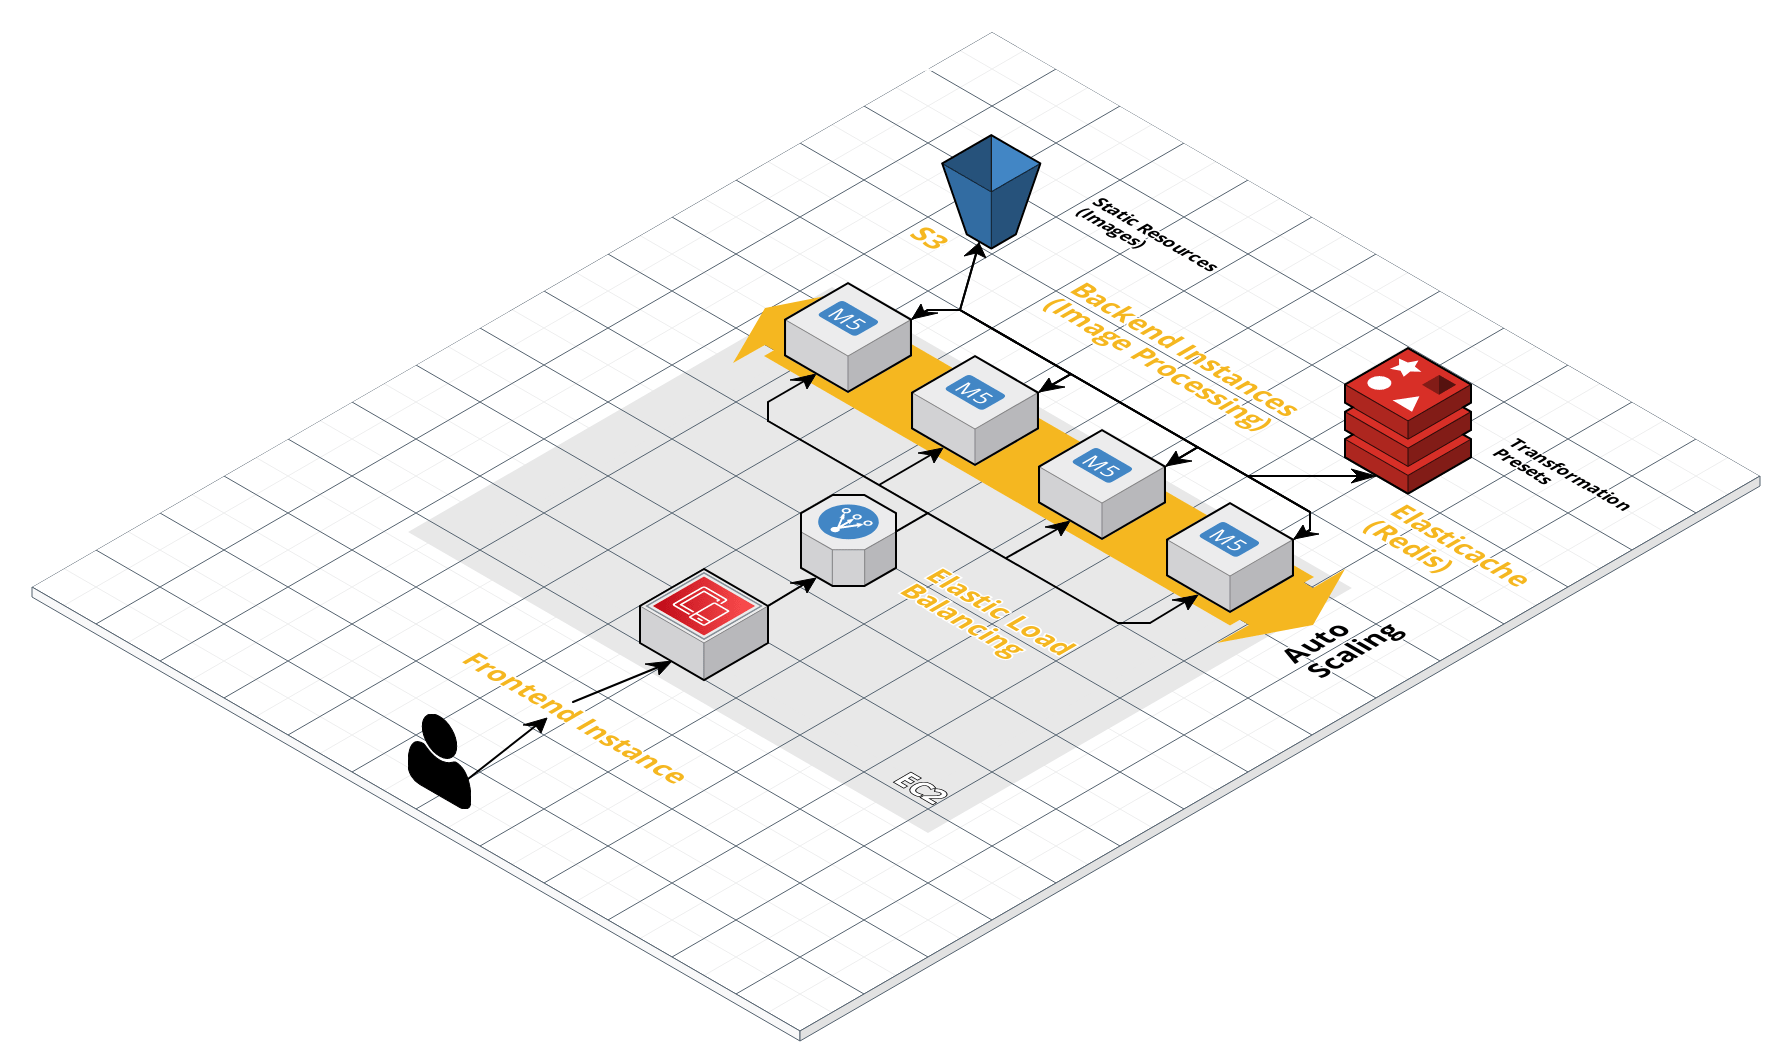 S3
Static Resources
(Images)
Backend Instances
(Image Processing)
M5
M5
M5
M5
Transformation
Presets
Elasticache
(Redis)
Elastic Load
Balancing
Auto
Scaling
Frontend Instance
EC2